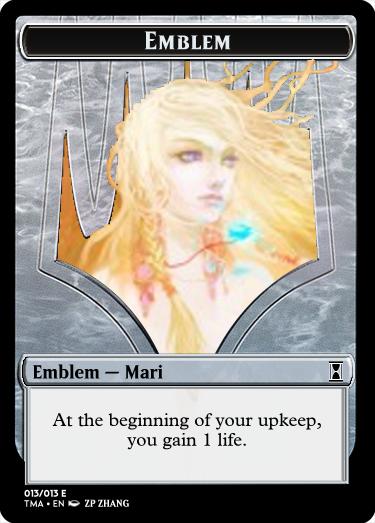 EMBLEM
Emblem — Mari
At the beginning of your upkeep,
you gain 1 life.
013/013 E
TMA • EN ZP ZHANG